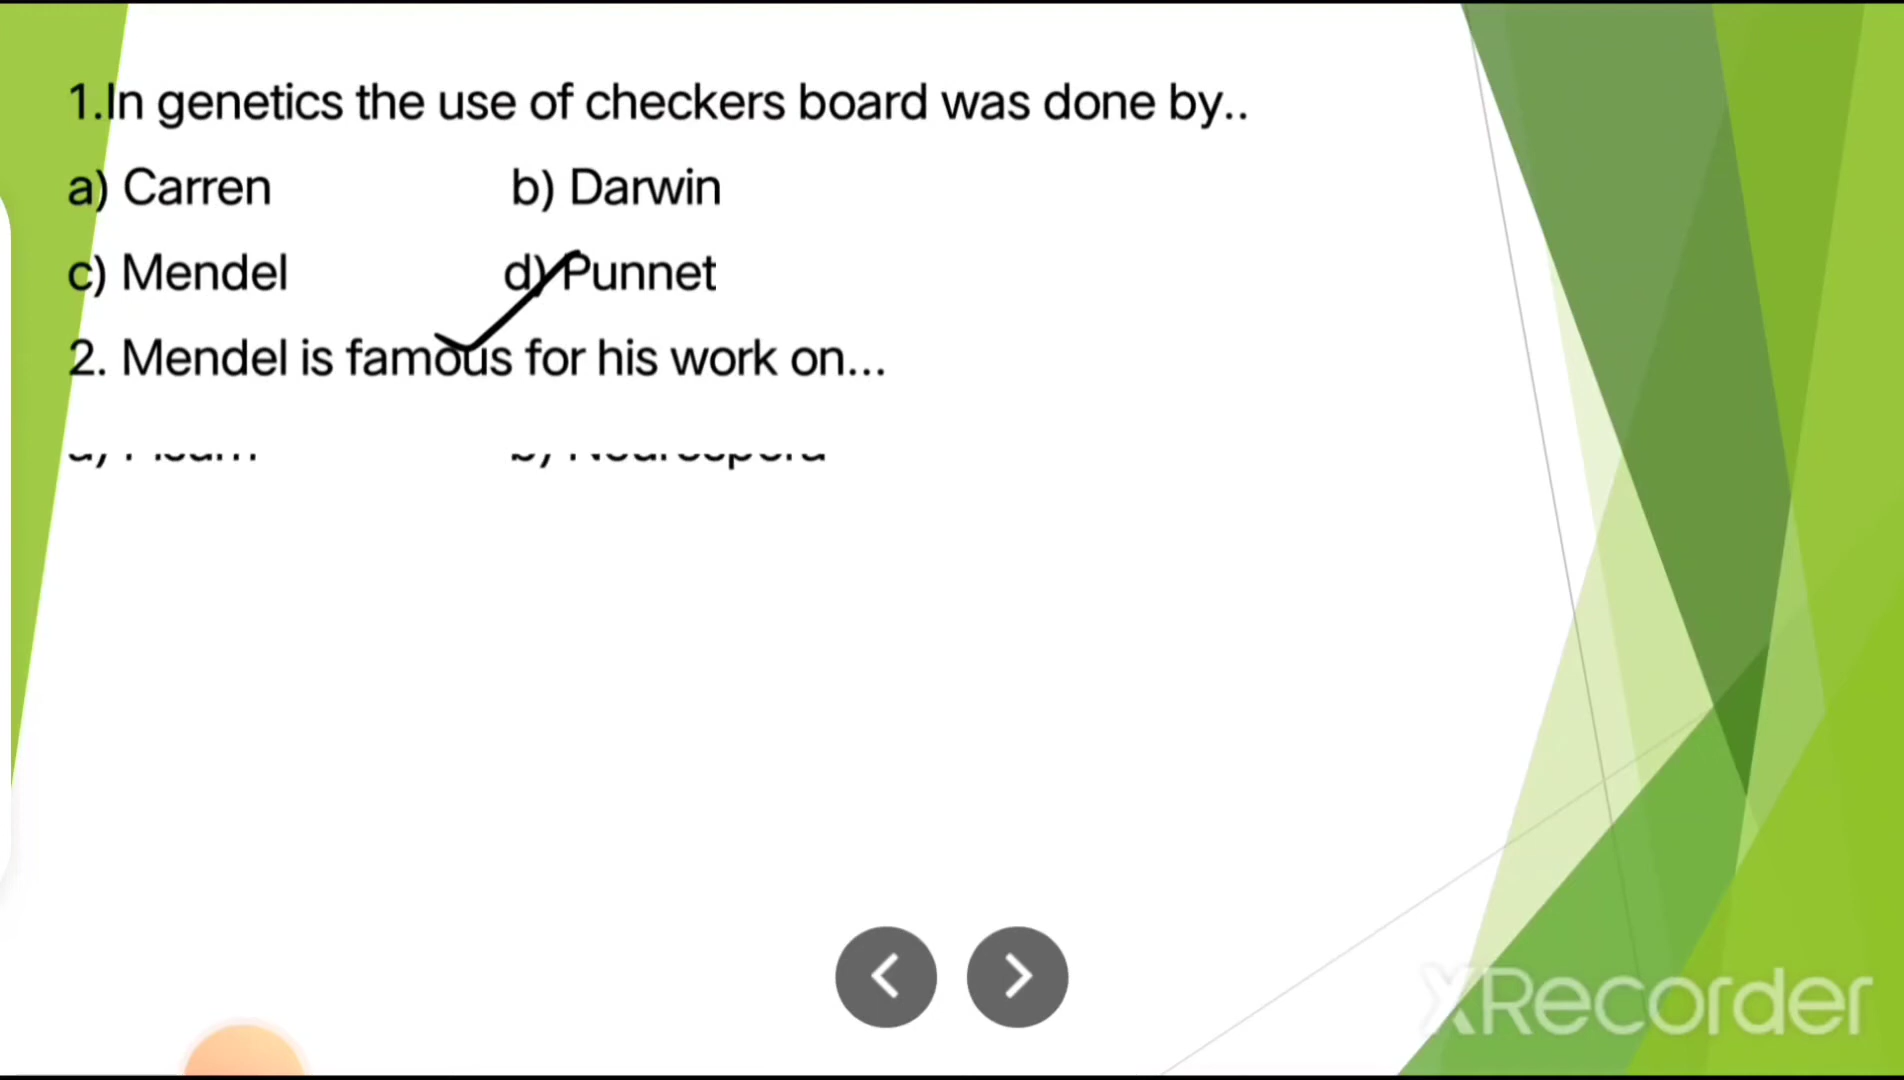 1.In genetics the use of checkers board was done by..
a) Carren b) Darwin
c) Mendel d) Punnet
2. Mendel is famous for his work on...
XRecorder